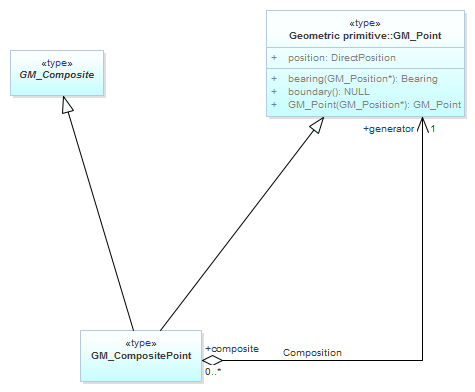 «type»
Geometric primitive::GM_Point
+ position: DirectPosition
+ bearing(GM_Position*): Bearing
+ boundary(): NULL
+ GM_Point(GM_Position*): GM_Point
«type»
GM_Composite
+generator 1
«type»
GM_CompositePoint
+composite
Composition
0..*